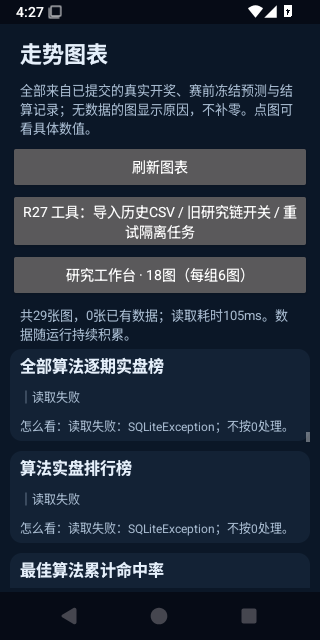 4:27
走势图表
全部来自已提交的真实开奖、赛前冻结预测与结
算记录；无数据的图显示原因，不补零。点图可
看具体数值。
刷新图表
R27 工具：导入历史CSV / 旧研究链开关 / 重
试隔离任务
研究工作台 · 18图（每组6图）
共29张图，0张已有数据；读取耗时105ms。数
据随运行持续积累。
全部算法逐期实盘榜
读取失败
怎么看：读取失败：SQLiteException；不按0处理。
算法实盘排行榜
读取失败
怎么看：读取失败：SQLiteException；不按0处理。
最佳算法累计命中率